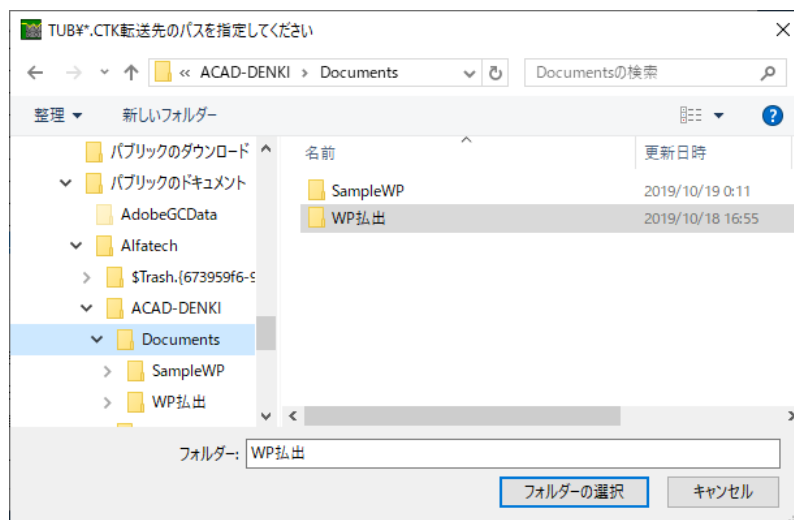 TUB¥*.CTK転送先のパスを指定してください
« ACAD-DENKI › Documents
Documentsの検索
整理 新しいフォルダー
名前 更新日時
パブリックのダウンロード
パブリックのドキュメント
AdobeGCData
Alfatech
$Trash.{673959f6-9
ACAD-DENKI
Documents
SampleWP
WP払出
SampleWP 2019/10/19 0:11
WP払出 2019/10/18 16:55
フォルダー: WP払出
フォルダーの選択 キャンセル